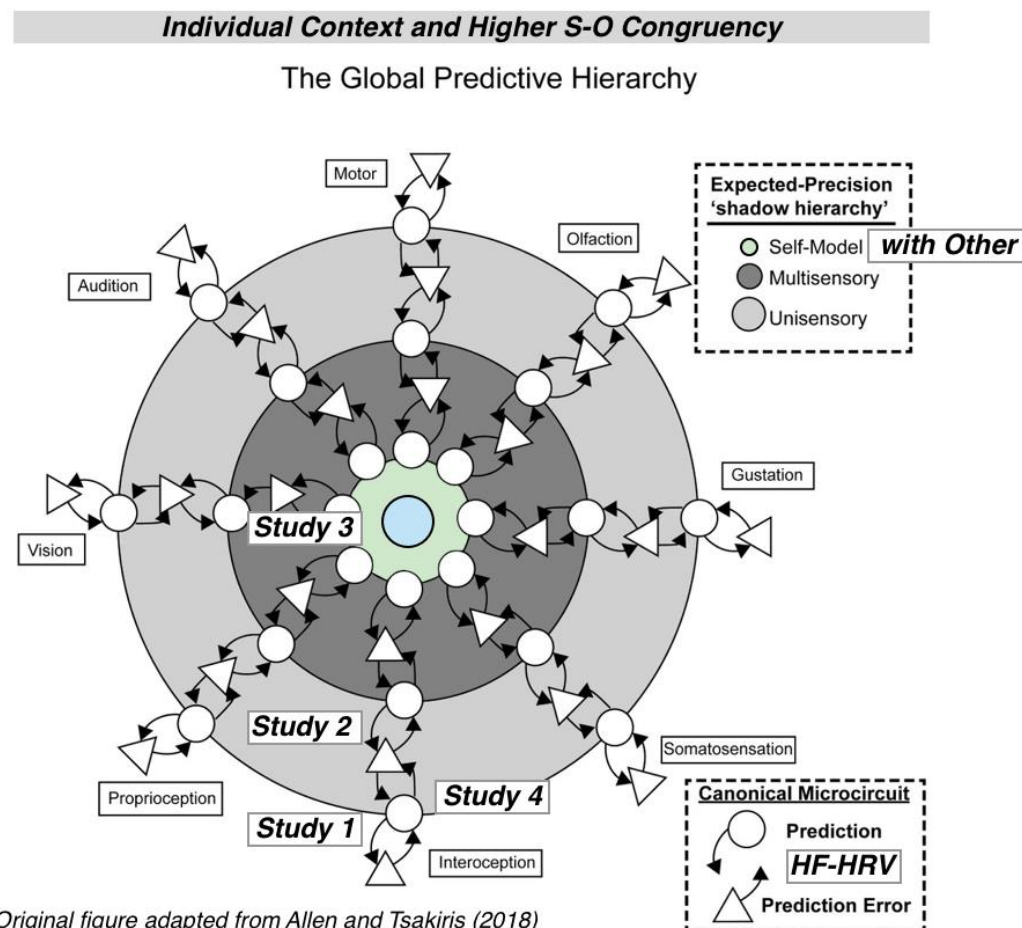 Individual Context and Higher S-O Congruency
The Global Predictive Hierarchy
Motor
Expected-Precision
'shadow hierarchy'
Self-Model
with Other
Multisensory
Unisensory
Olfaction
Audition
Gustation
Vision
Study 3
Study 2
Study 4
Study 1
Somatosensation
Proprioception
Interoception
Canonical Microcircuit
Prediction
HF-HRV
Prediction Error
Original figure adapted from Allen and Tsakiris (2018)